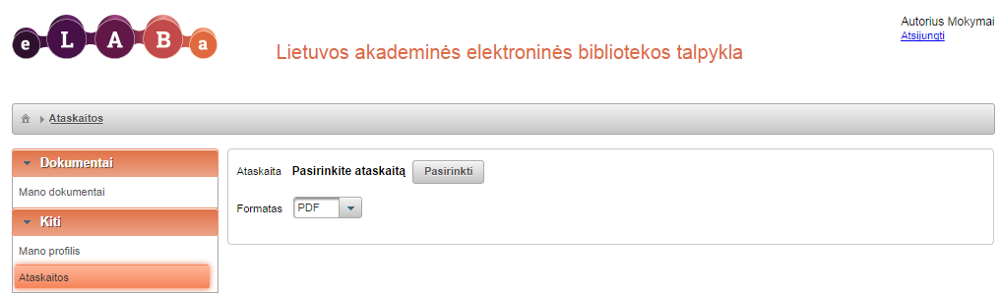 eLABa
Autorius Mokymai
Atsijungti
Lietuvos akademinės elektroninės bibliotekos talpykla
Ataskaitos
Dokumentai
Mano dokumentai
Kiti
Mano profilis
Ataskaitos
Ataskaita Pasirinkite ataskaitą Pasirinkti
Formatas PDF